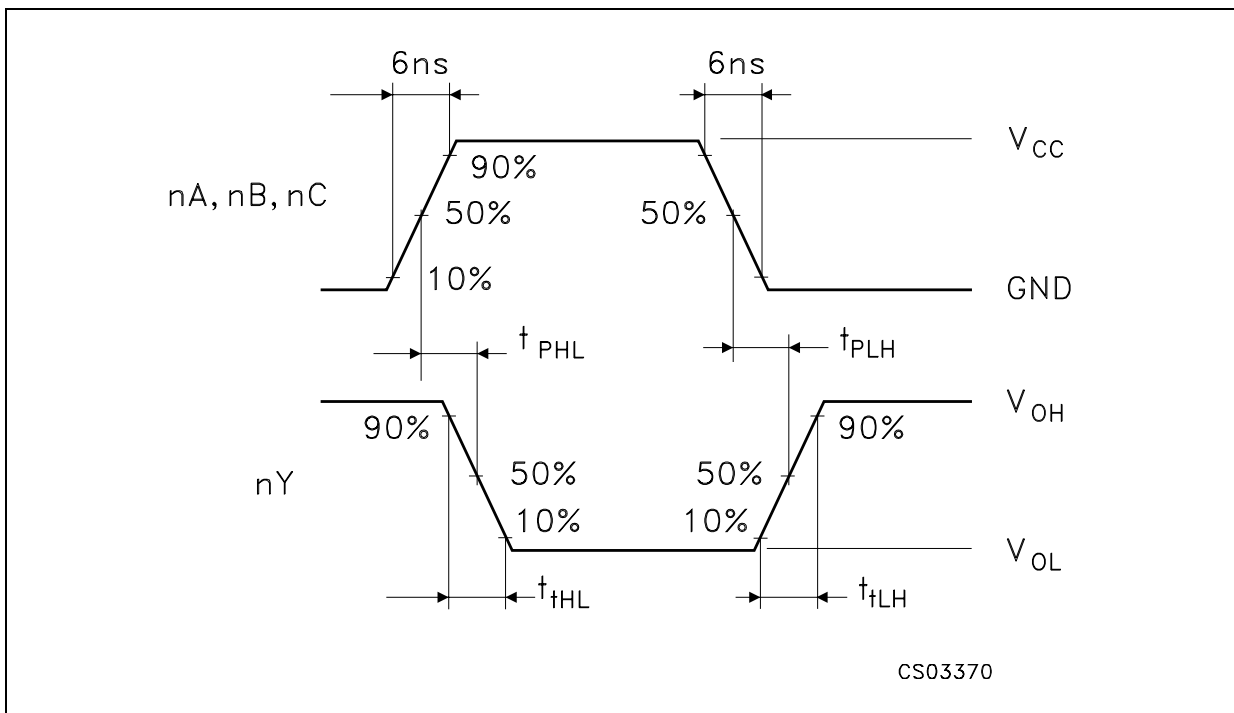 6ns 6ns
V_CC
90%
nA, nB, nC
50% 50%
10%
GND
t_PHL t_PLH
V_OH
90% 90%
50% 50%
nY
10% 10%
V_OL
t_tHL t_tLH
CS03370